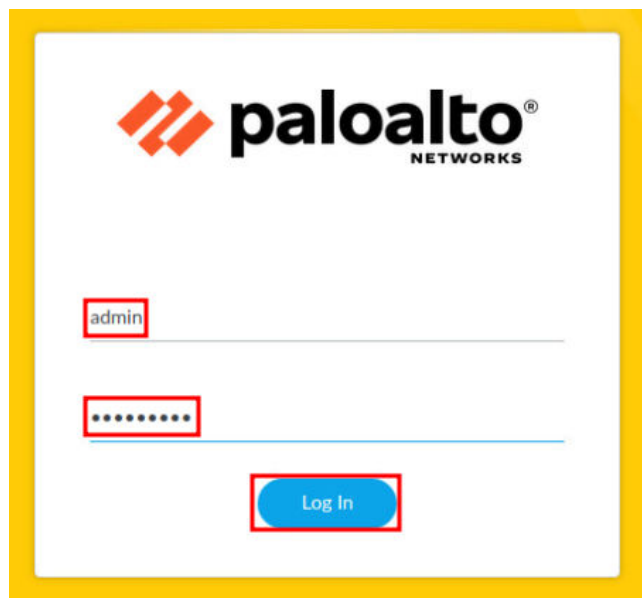 paloalto®
NETWORKS
admin
•••••••••
Log In